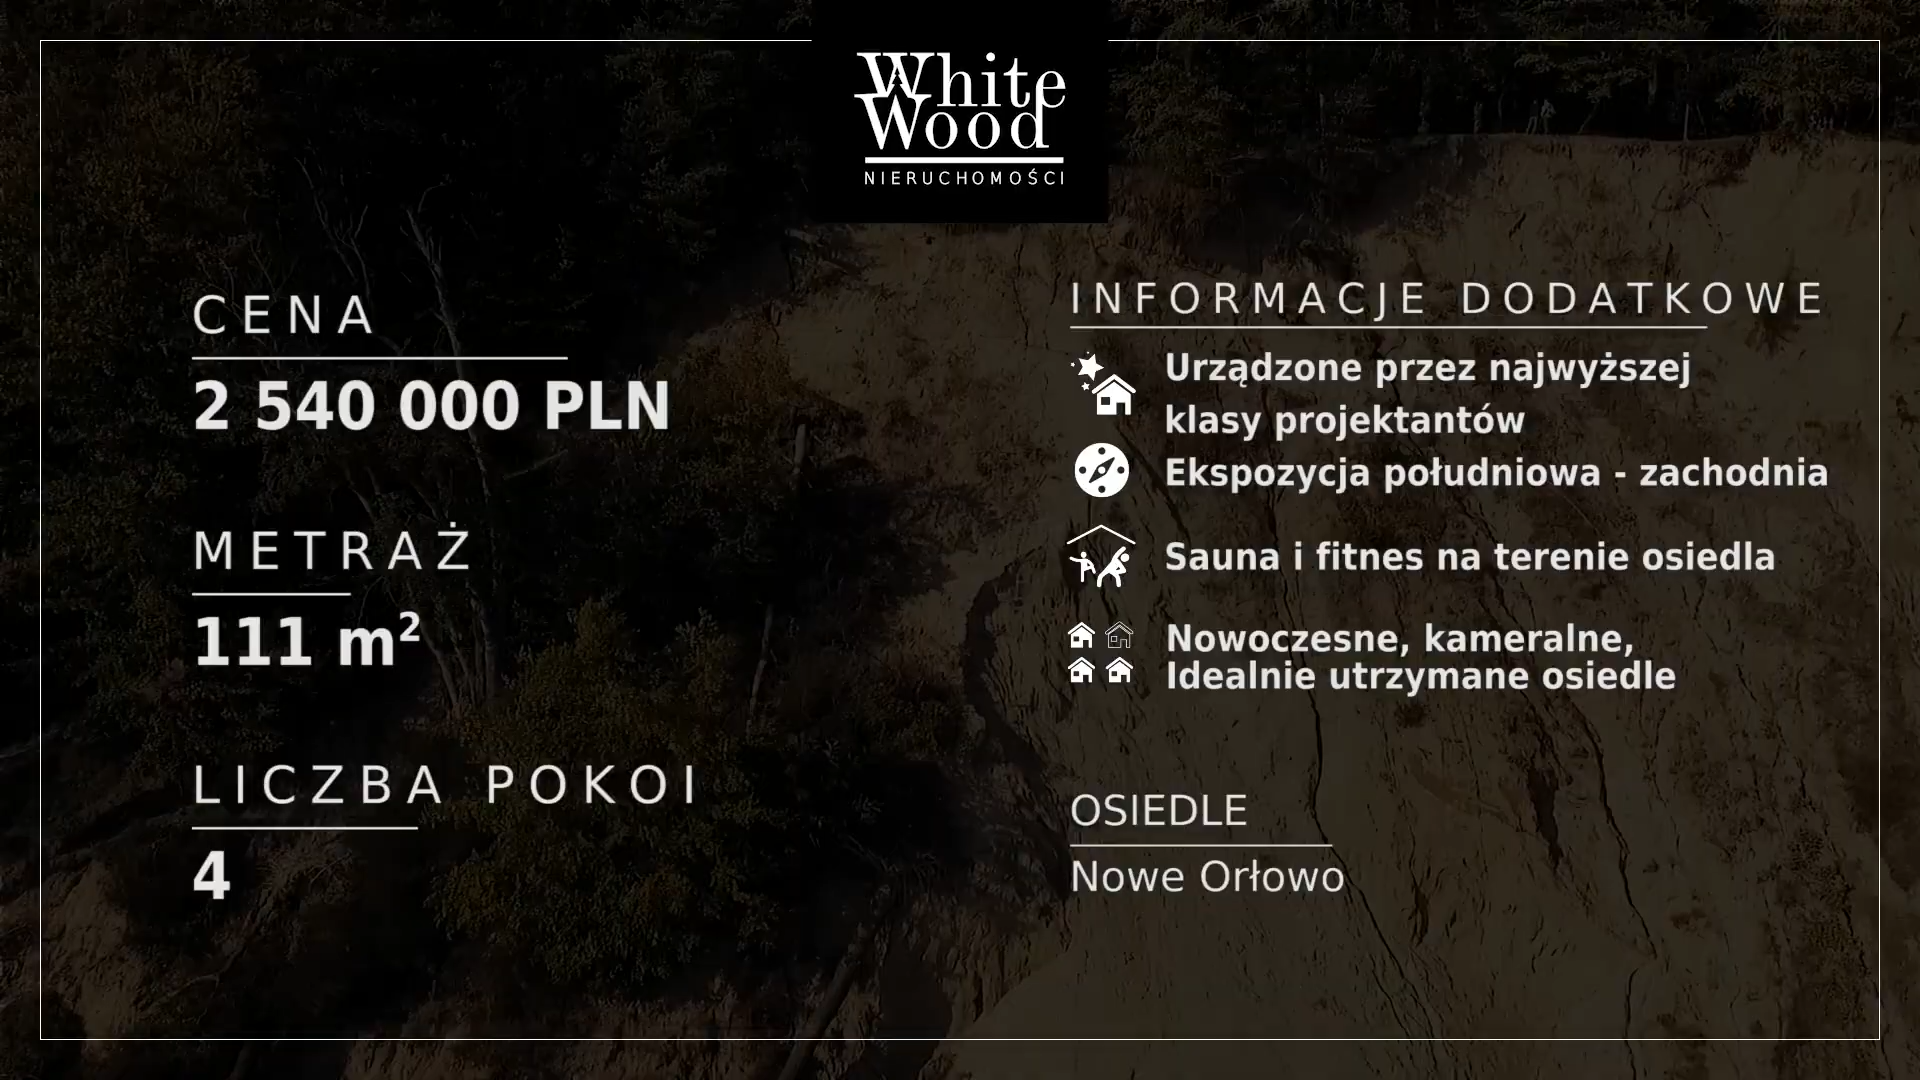 White
Wood
NIERUCHOMOŚCI
CENA
2 540 000 PLN
METRAŻ
111 m²
LICZBA POKOI
4
INFORMACJE DODATKOWE
Urządzone przez najwyższej
klasy projektantów
Ekspozycja południowa - zachodnia
Sauna i fitnes na terenie osiedla
Nowoczesne, kameralne,
Idealnie utrzymane osiedle
OSIEDLE
Nowe Orłowo